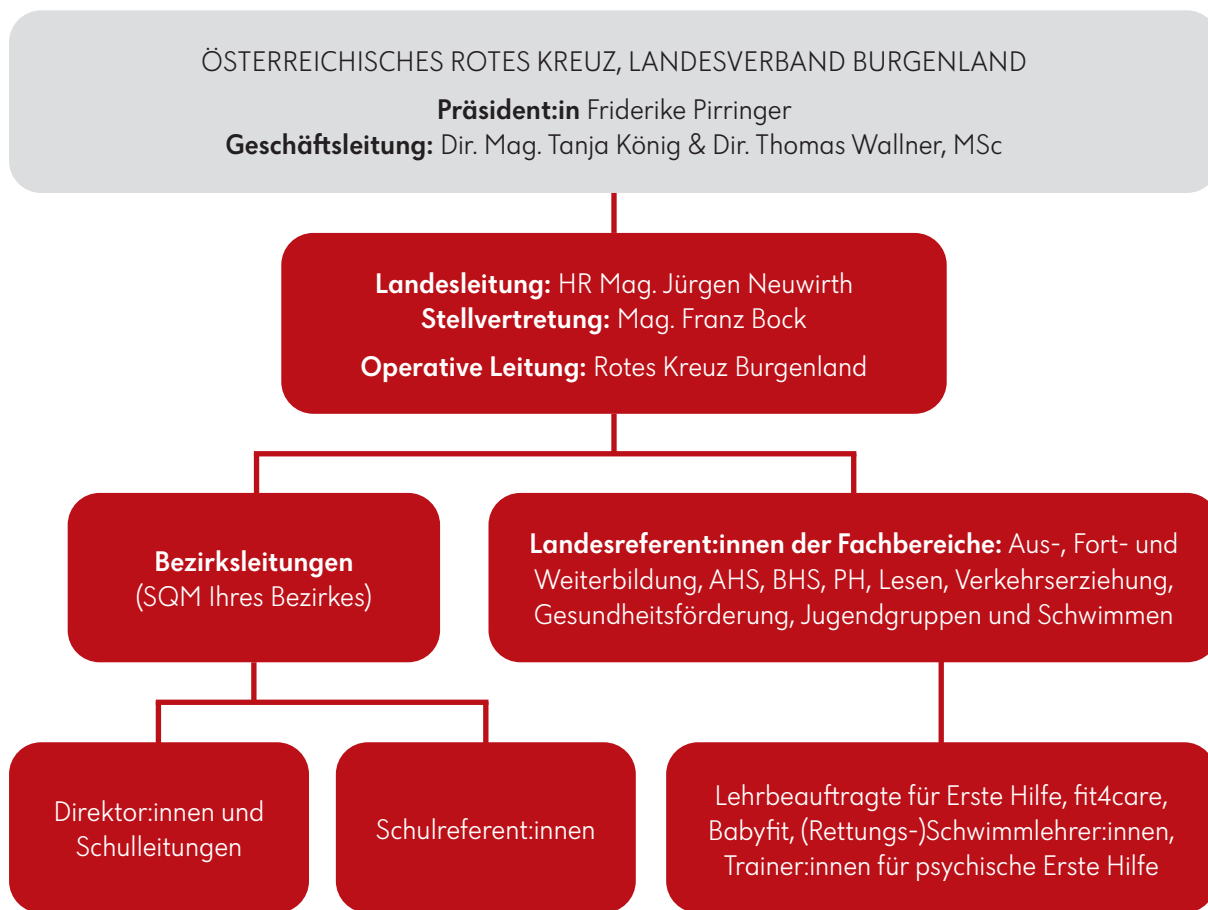 ÖSTERREICHISCHES ROTES KREUZ, LANDESVERBAND BURGENLAND
Präsident:in Friderike Pirringer
Geschäftsleitung: Dir. Mag. Tanja König & Dir. Thomas Wallner, MSc
Landesleitung: HR Mag. Jürgen Neuwirth
Stellvertretung: Mag. Franz Bock
Operative Leitung: Rotes Kreuz Burgenland
Bezirksleitungen
(SQM Ihres Bezirkes)
Landesreferent:innen der Fachbereiche: Aus-, Fort- und
Weiterbildung, AHS, BHS, PH, Lesen, Verkehrserziehung,
Gesundheitsförderung, Jugendgruppen und Schwimmen
Direktor:innen und
Schulleitungen
Schulreferent:innen
Lehrbeauftragte für Erste Hilfe, fit4care,
Babyfit, (Rettungs-)Schwimmlehrer:innen,
Trainer:innen für psychische Erste Hilfe